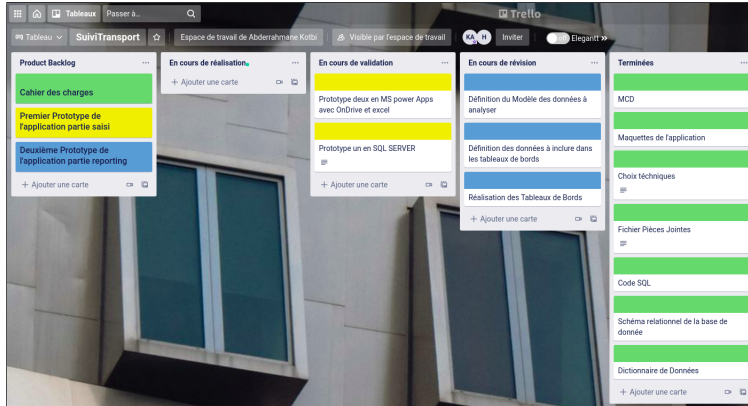 Tableaux
Passer à..
Trello
Tableau
SuiviTransport
Espace de travail de Abderrahmane Kotbi
Visible par l'espace de travail
KA
H
Inviter
off
Elegantt
Product Backlog
Cahier des charges
Premier Prototype de
l'application partie saisi
Deuxième Prototype de
l'application partie reporting
+ Ajouter une carte
En cours de réalisation
+ Ajouter une carte
En cours de validation
Prototype deux en MS power Apps
avec OnDrive et excel
Prototype un en SQL SERVER
+ Ajouter une carte
En cours de révision
Définition du Modèle des données à
analyser
Définition des données à inclure dans
les tableaux de bords
Réalisation des Tableaux de Bords
+ Ajouter une carte
Terminées
MCD
Maquettes de l'application
Choix téchniques
Fichier Pièces Jointes
Code SQL
Schéma relationnel de la base de
donnée
Dictionnaire de Données
+ Ajouter une carte